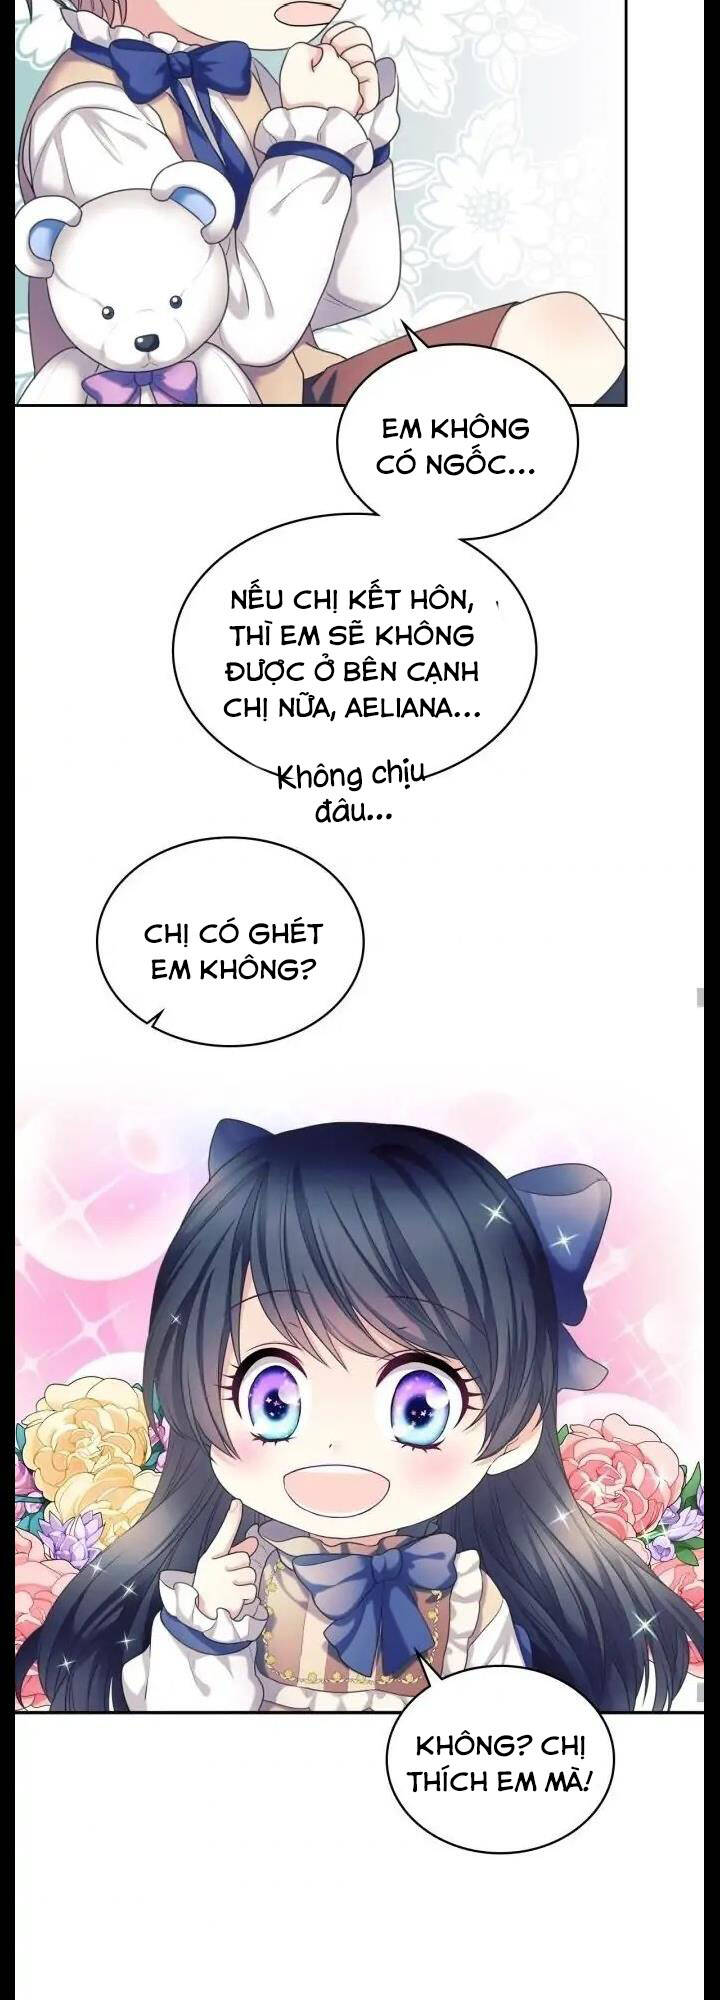 EM KHÔNG
CÓ NGỐC...
NẾU CHỊ KẾT HÔN,
THÌ EM SẼ KHÔNG
ĐƯỢC Ở BÊN CẠNH
CHỊ NỮA, AELIANA...
Không chịu
đâu...
CHỊ CÓ GHÉT
EM KHÔNG?
KHÔNG? CHỊ
THÍCH EM MÀ!